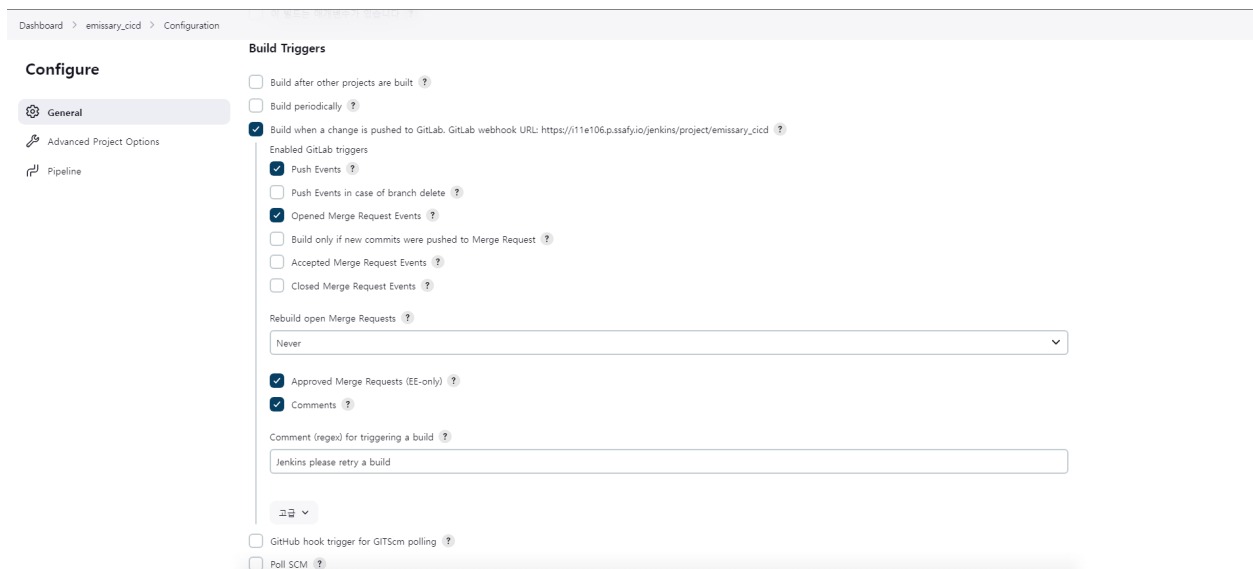 Dashboard > emissary_cicd > Configuration
Configure
General
Advanced Project Options
Pipeline
Build Triggers
Build after other projects are built ?
Build periodically ?
Build when a change is pushed to GitLab. GitLab webhook URL: https://i11e106.p.ssafy.io/jenkins/project/emissary_cicd ?
Enabled GitLab triggers
Push Events ?
Push Events in case of branch delete ?
Opened Merge Request Events ?
Build only if new commits were pushed to Merge Request ?
Accepted Merge Request Events ?
Closed Merge Request Events ?
Rebuild open Merge Requests ?
Never
Approved Merge Requests (EE-only) ?
Comments ?
Comment (regex) for triggering a build ?
Jenkins please retry a build
고급
GitHub hook trigger for GITScm polling ?
Poll SCM ?